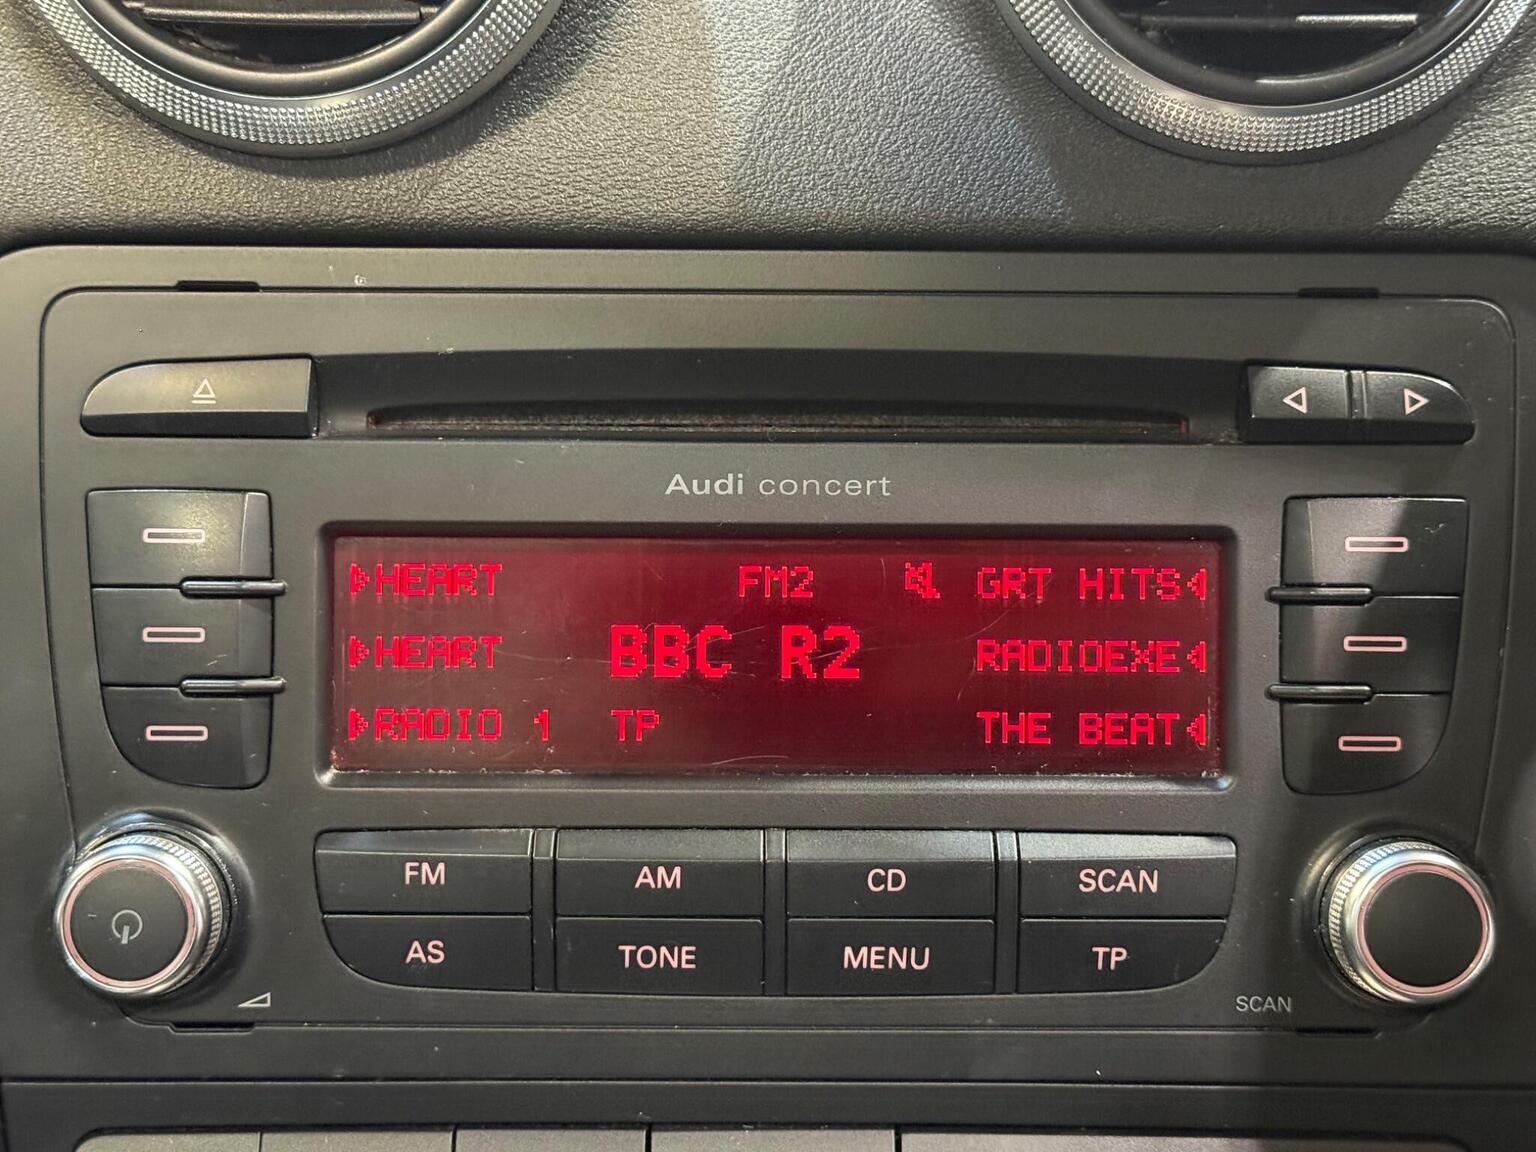 Audi concert
HEART FM2 GRT HITS
HEART BBC R2 RADIOEXE
RADIO 1 TP THE BEAT
FM AM CD SCAN
AS TONE MENU TP
SCAN